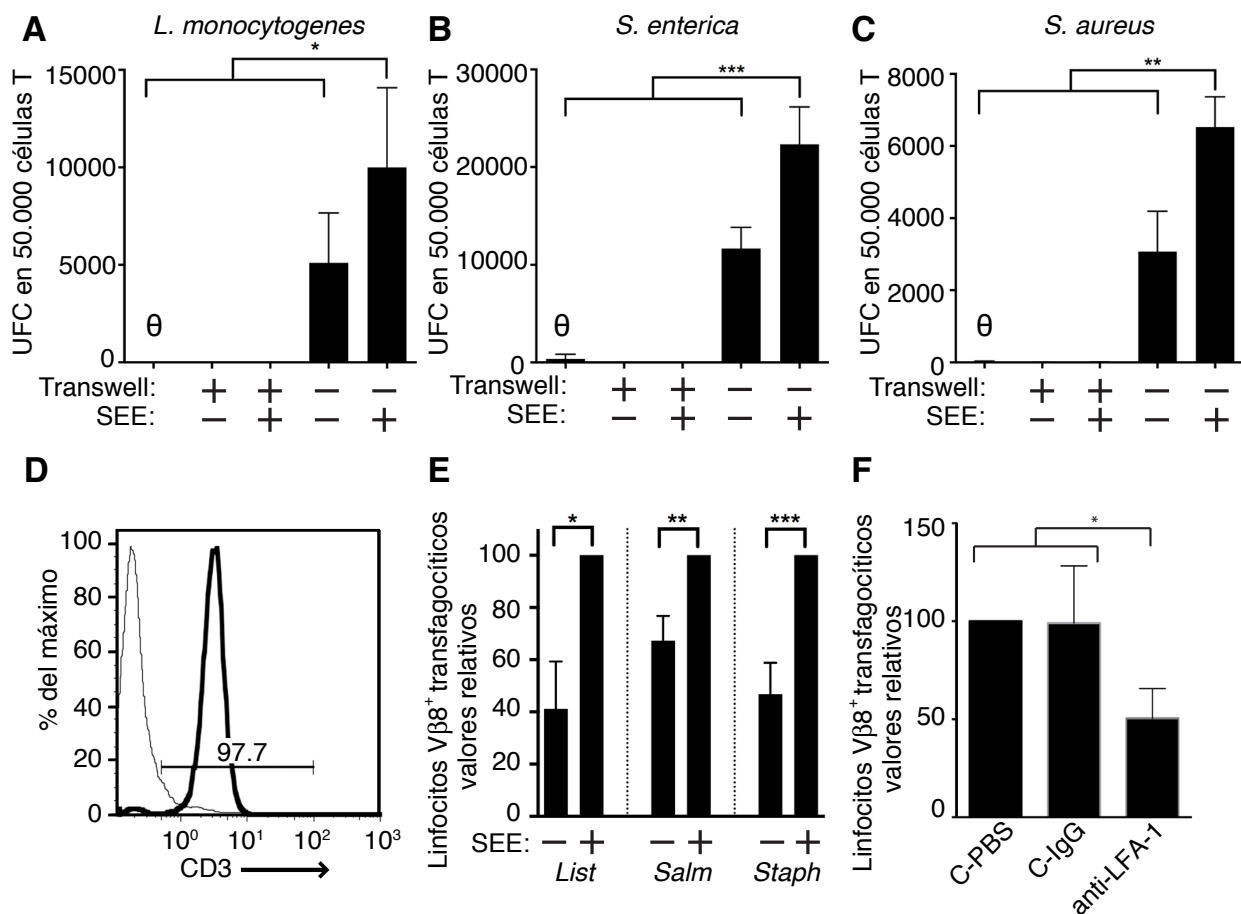 A
L. monocytogenes
*
UFC en 50.000 células T
15000
10000
5000
0
θ
Transwell: + + − −
SEE: − + − +
B
S. enterica
***
UFC en 50.000 células T
30000
20000
10000
0
θ
Transwell: + + − −
SEE: − + − +
C
S. aureus
**
UFC en 50.000 células T
8000
6000
4000
2000
0
θ
Transwell: + + − −
SEE: − + − +
D
% del máximo
100
80
60
40
20
0
97.7
10⁰ 10¹ 10² 10³
CD3
E
Linfocitos Vβ8⁺ transfagocíticos
valores relativos
* ** ***
100
80
60
40
20
0
SEE: − + − + − +
List Salm Staph
F
Linfocitos Vβ8⁺ transfagocíticos
valores relativos
*
150
100
50
0
C-PBS
C-IgG
anti-LFA-1